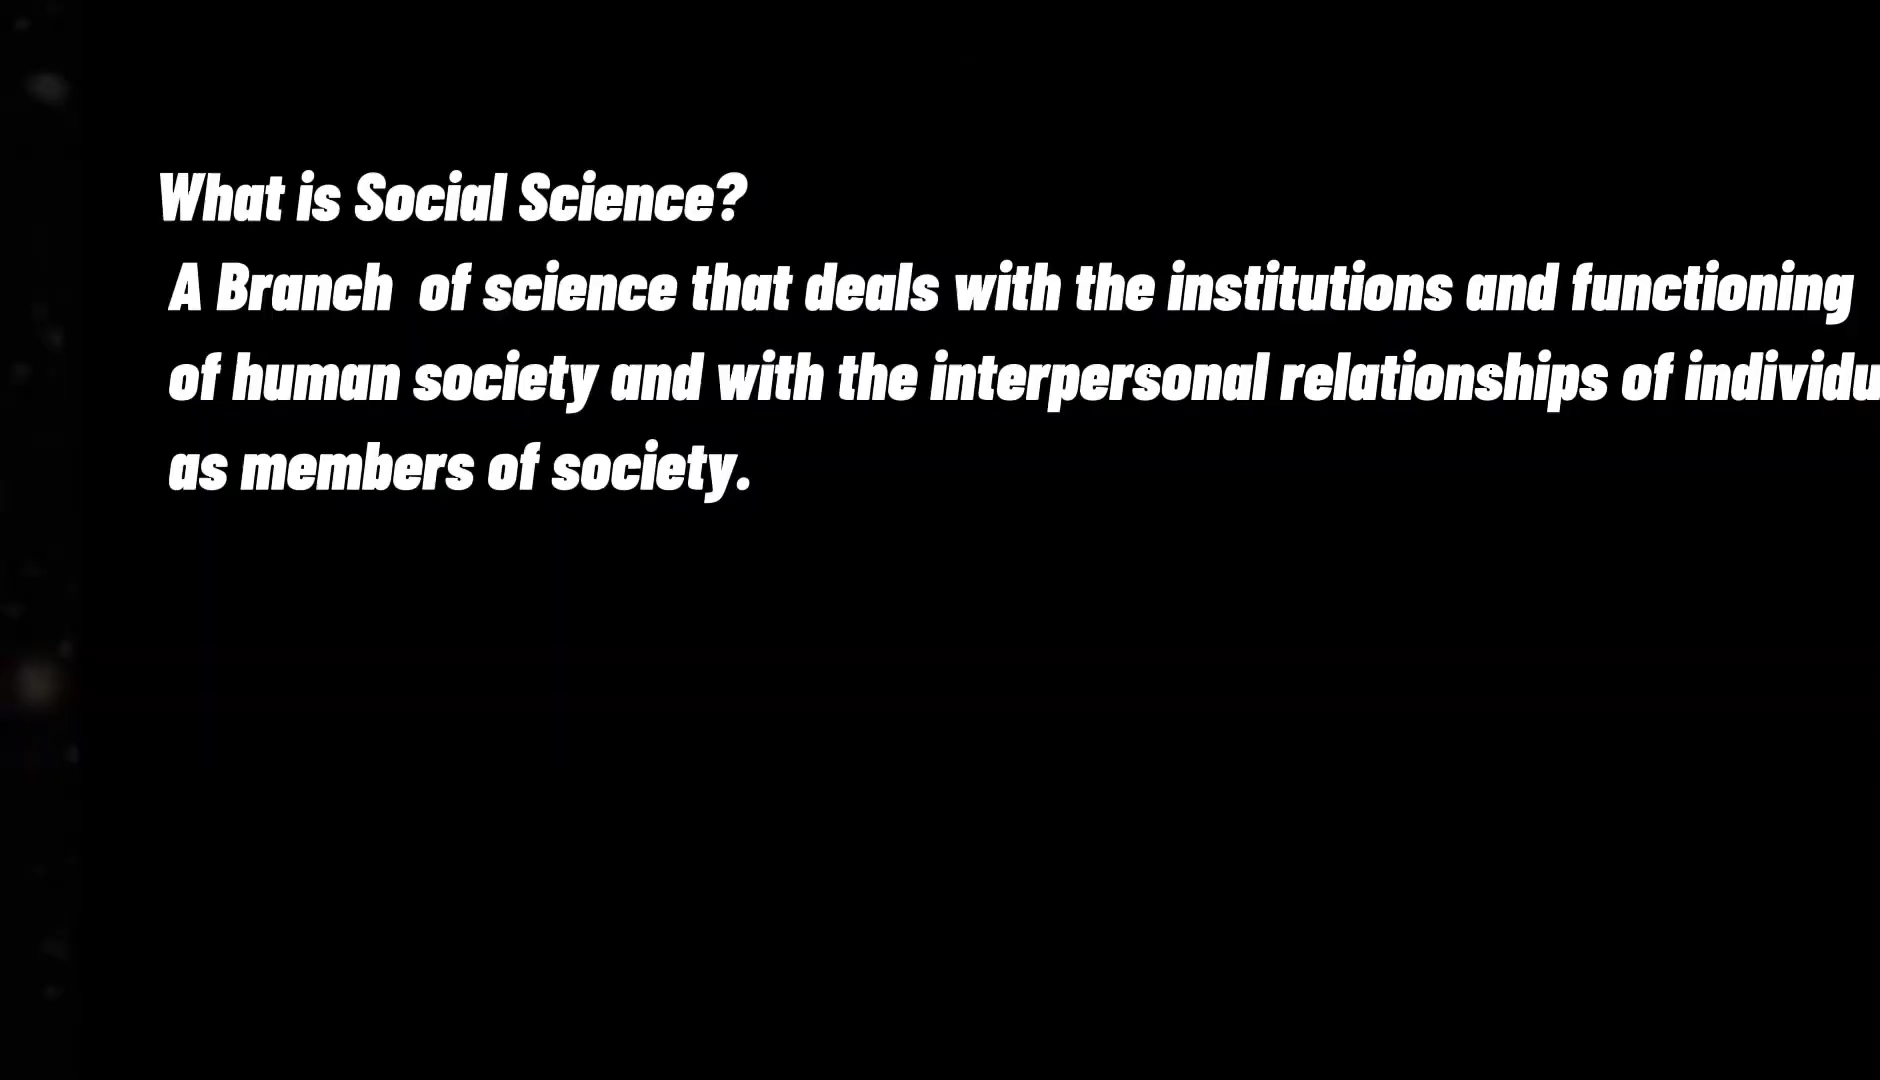 What is Social Science?
A Branch of science that deals with the institutions and functioning
of human society and with the interpersonal relationships of individu
as members of society.